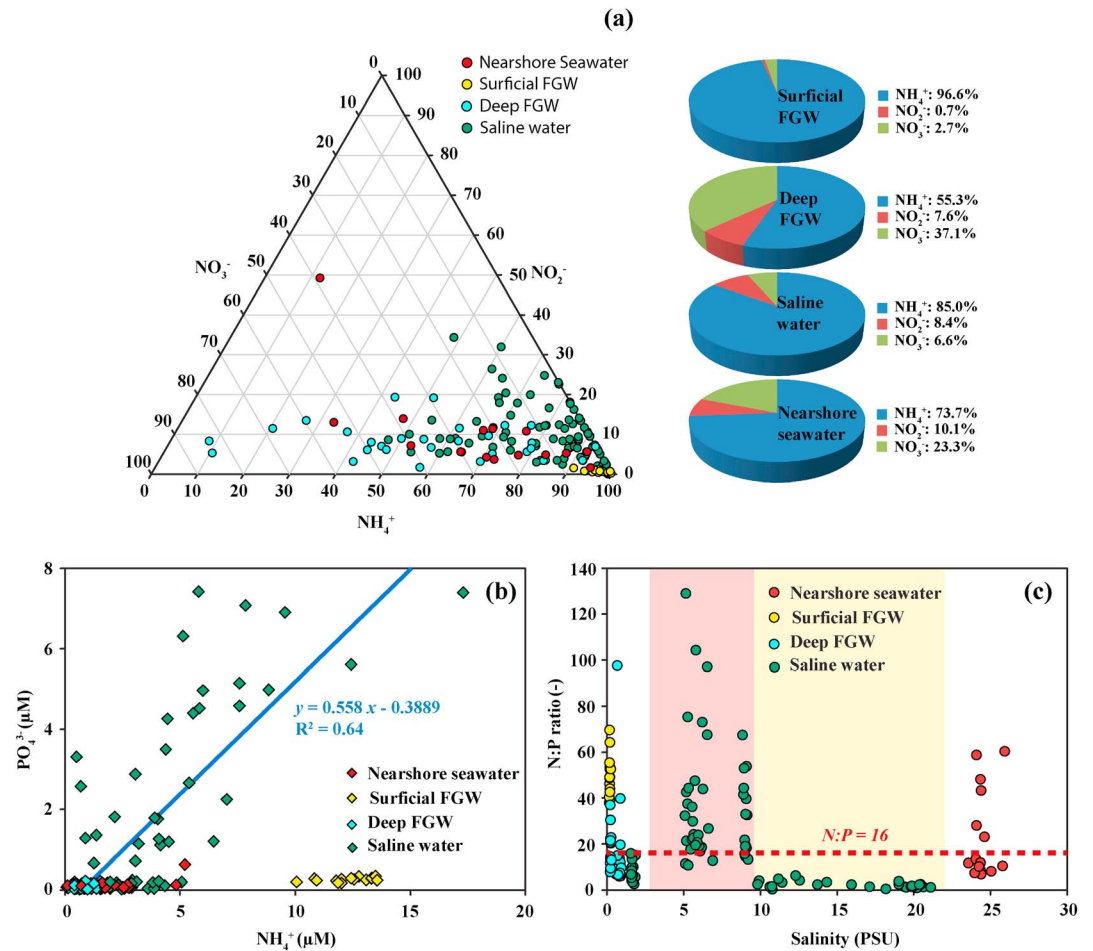 (a)
Nearshore Seawater
Surficial FGW
Deep FGW
Saline water
0
10
20
30
40
50
60
70
80
90
100
NO₃⁻
100
90
80
70
60
50
40
30
20
10
0
NO₂⁻
0
10
20
30
40
50
60
70
80
90
100
NH₄⁺
Surficial
FGW
NH₄⁺: 96.6%
NO₂⁻: 0.7%
NO₃⁻: 2.7%
Deep
FGW
NH₄⁺: 55.3%
NO₂⁻: 7.6%
NO₃⁻: 37.1%
Saline
water
NH₄⁺: 85.0%
NO₂⁻: 8.4%
NO₃⁻: 6.6%
Nearshore
seawater
NH₄⁺: 73.7%
NO₂⁻: 10.1%
NO₃⁻: 23.3%
(b)
8
6
4
2
0
PO₄³⁻ (μM)
y = 0.558 x - 0.3889
R² = 0.64
Nearshore seawater
Surficial FGW
Deep FGW
Saline water
0
5
10
15
20
NH₄⁺ (μM)
(c)
140
120
100
80
60
40
20
0
N:P ratio (-)
Nearshore seawater
Surficial FGW
Deep FGW
Saline water
N:P = 16
0
5
10
15
20
25
30
Salinity (PSU)